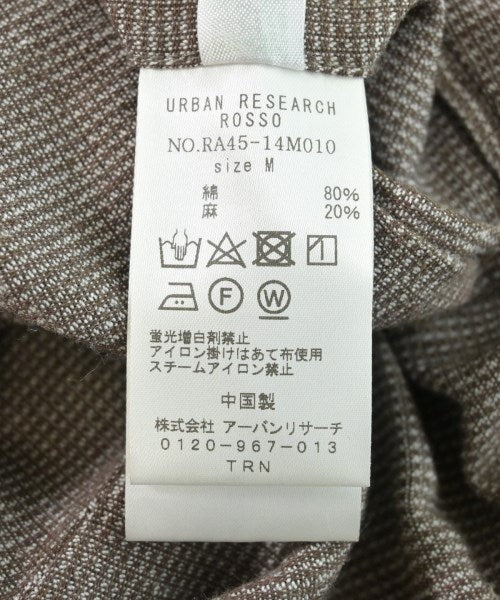 URBAN RESEARCH
ROSSO
NO.RA45-14M010
size M
綿 80%
麻 20%
F W
蛍光増白剤禁止
アイロン掛けはあて布使用
スチームアイロン禁止
中国製
株式会社 アーバンリサーチ
0120-967-013
TRN